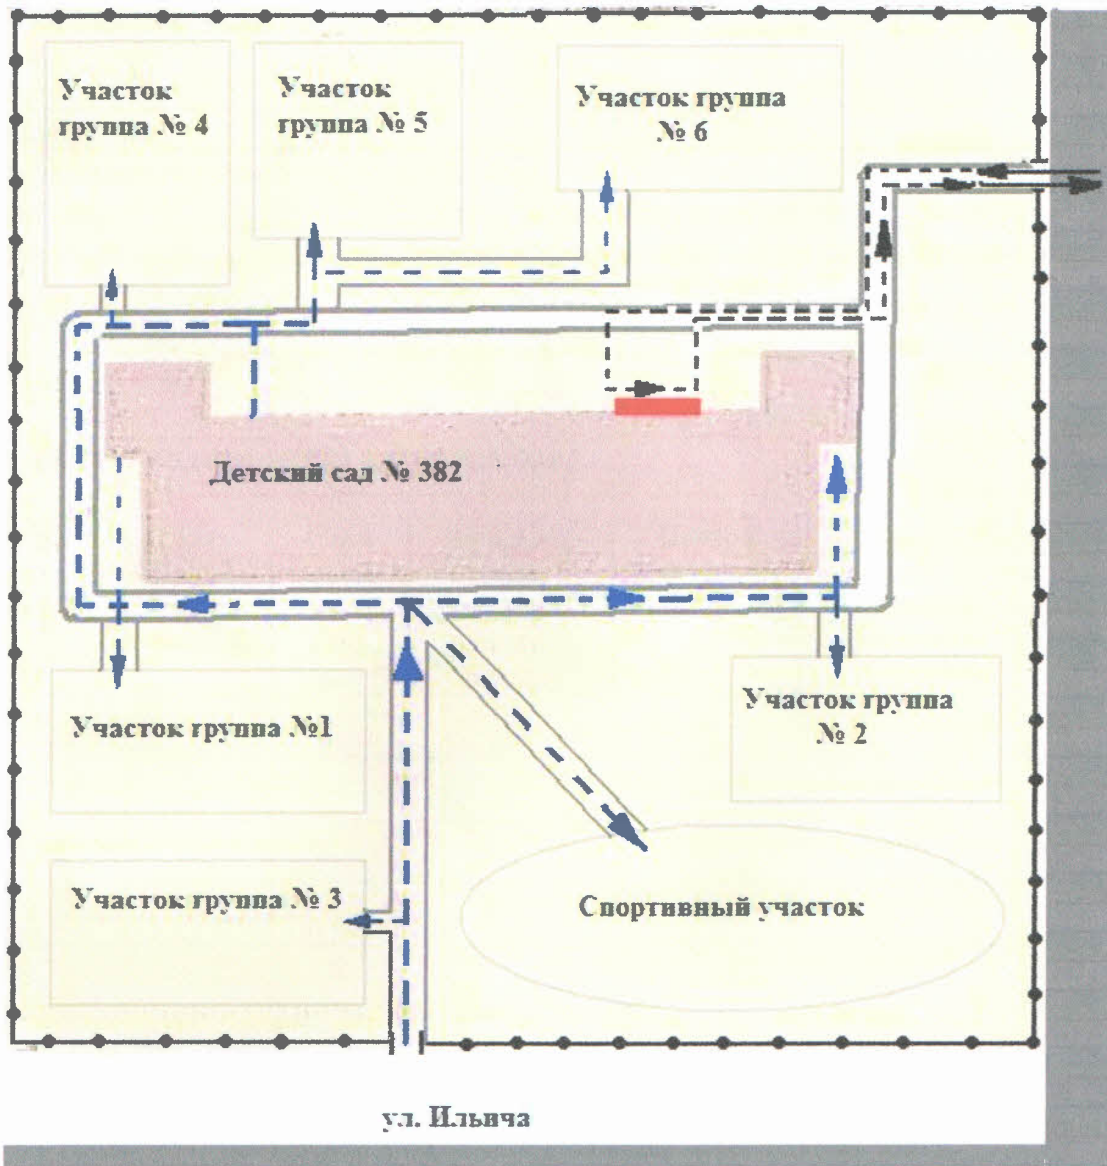 Участок
группа № 4
Участок
группа № 5
Участок группа
№ 6
Детский сад № 382
Участок группа №1
Участок группа
№ 2
Участок группа № 3
Спортивный участок
ул. Ильича